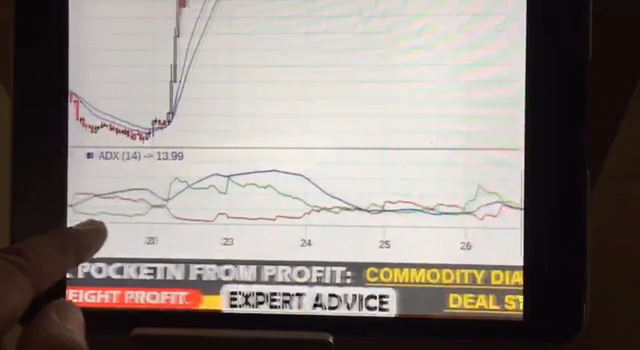 ADX (14) -> 13.99
20 23 24 25 26
POCKETN FROM PROFIT: COMMODITY DIA
EIGHT PROFIT. EXPERT ADVICE DEAL ST